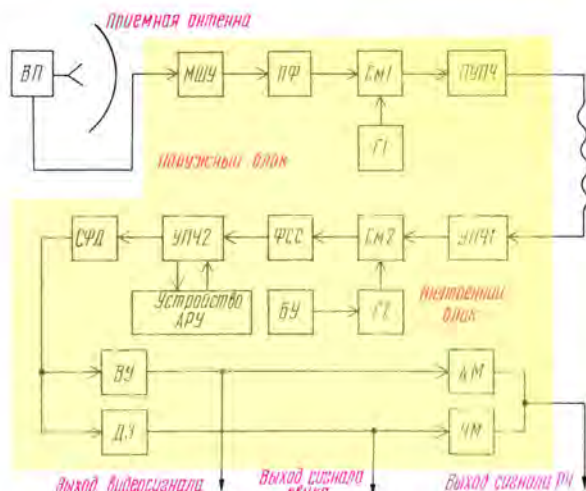 Приемная антенна
ВП
МШУ
ПФ
См1
ПУПЧ
Г1
Наружный блок
СФД
УПЧ2
ФСС
См2
УПЧ1
Устройство
АРУ
БУ
Г2
Внутренний
блок
ВУ
АМ
ДЗ
ЧМ
Выход видеосигнала
Выход сигнала
звука
Выход сигнала РЧ